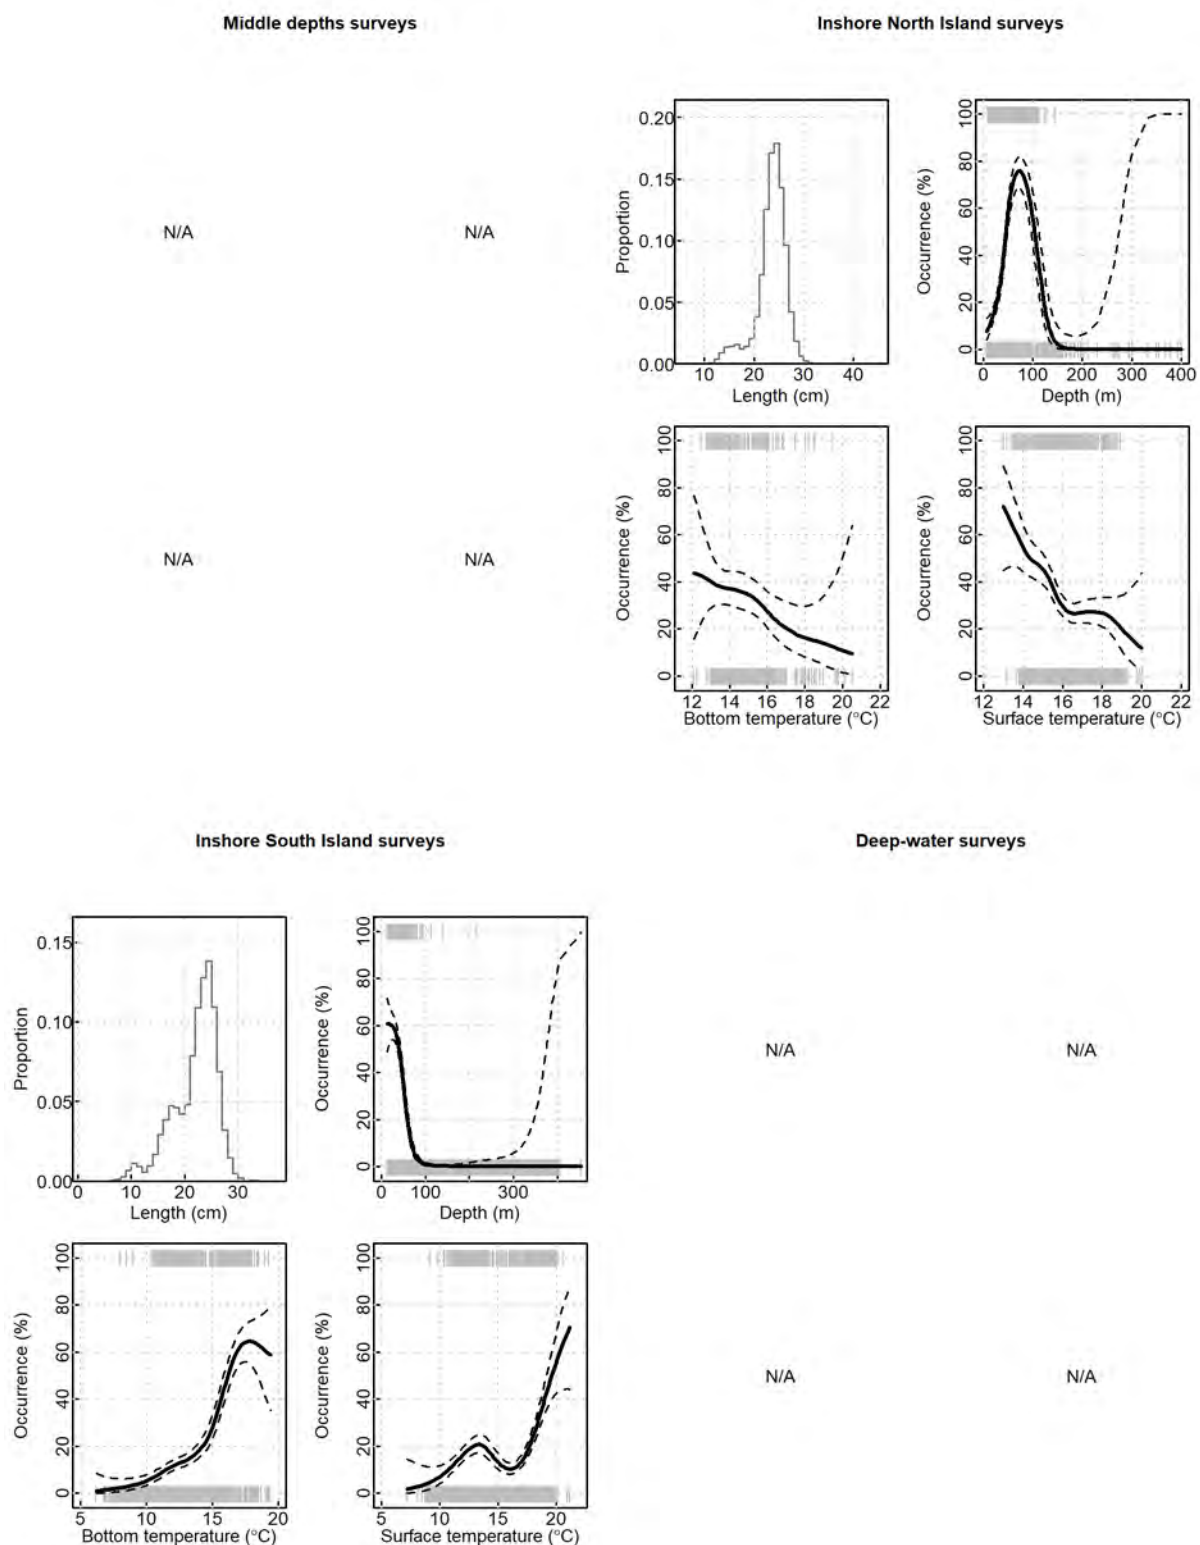 Middle depths surveys
Inshore North Island surveys
N/A
N/A
Proportion
0.00 0.05 0.10 0.15 0.20
10 20 30 40
Length (cm)
Occurrence (%)
0 20 40 60 80 100
0 100 200 300 400
Depth (m)
N/A
N/A
Occurrence (%)
0 20 40 60 80 100
12 14 16 18 20 22
Bottom temperature (°C)
Occurrence (%)
0 20 40 60 80 100
12 14 16 18 20 22
Surface temperature (°C)
Inshore South Island surveys
Deep-water surveys
Proportion
0.00 0.05 0.10 0.15
0 10 20 30
Length (cm)
Occurrence (%)
0 20 40 60 80 100
0 100 300
Depth (m)
N/A
N/A
Occurrence (%)
0 20 40 60 80 100
5 10 15 20
Bottom temperature (°C)
Occurrence (%)
0 20 40 60 80 100
5 10 15 20
Surface temperature (°C)
N/A
N/A